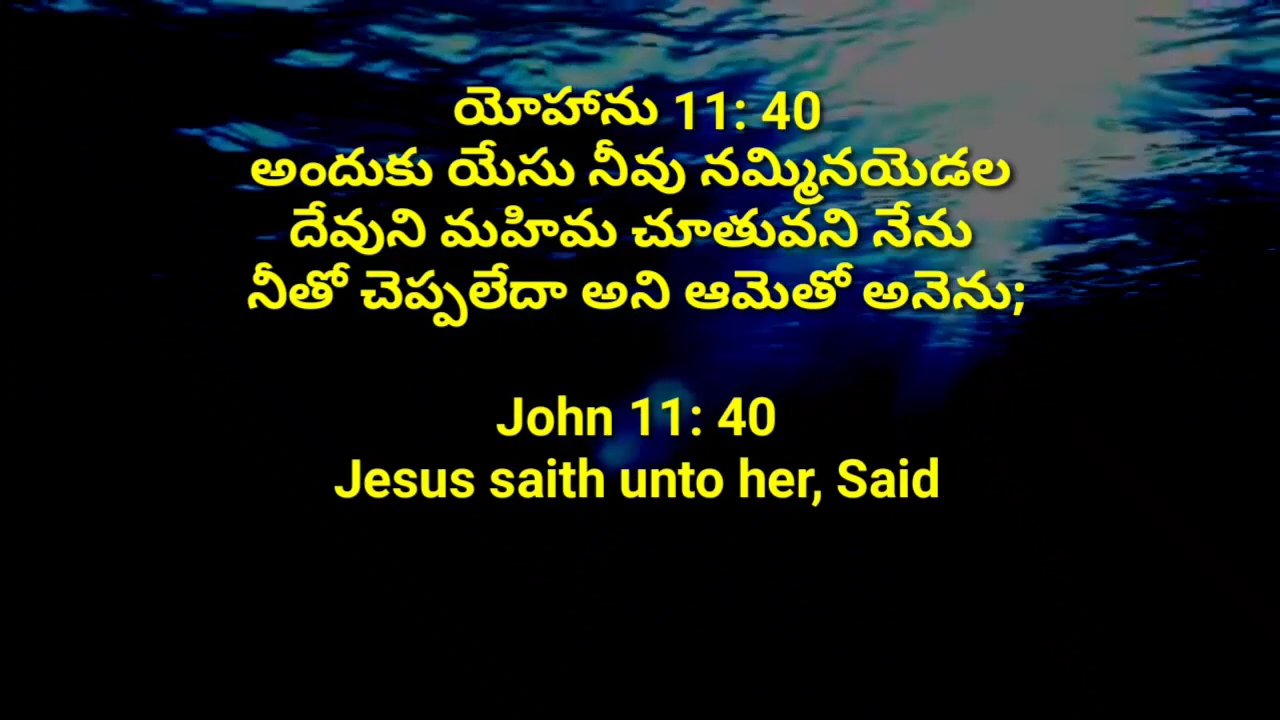 యోహాను 11: 40
అందుకు యేసు నీవు నమ్మినయెడల
దేవుని మహిమ చూతువని నేను
నీతో చెప్పలేదా అని ఆమెతో అనెను;
John 11: 40
Jesus saith unto her, Said